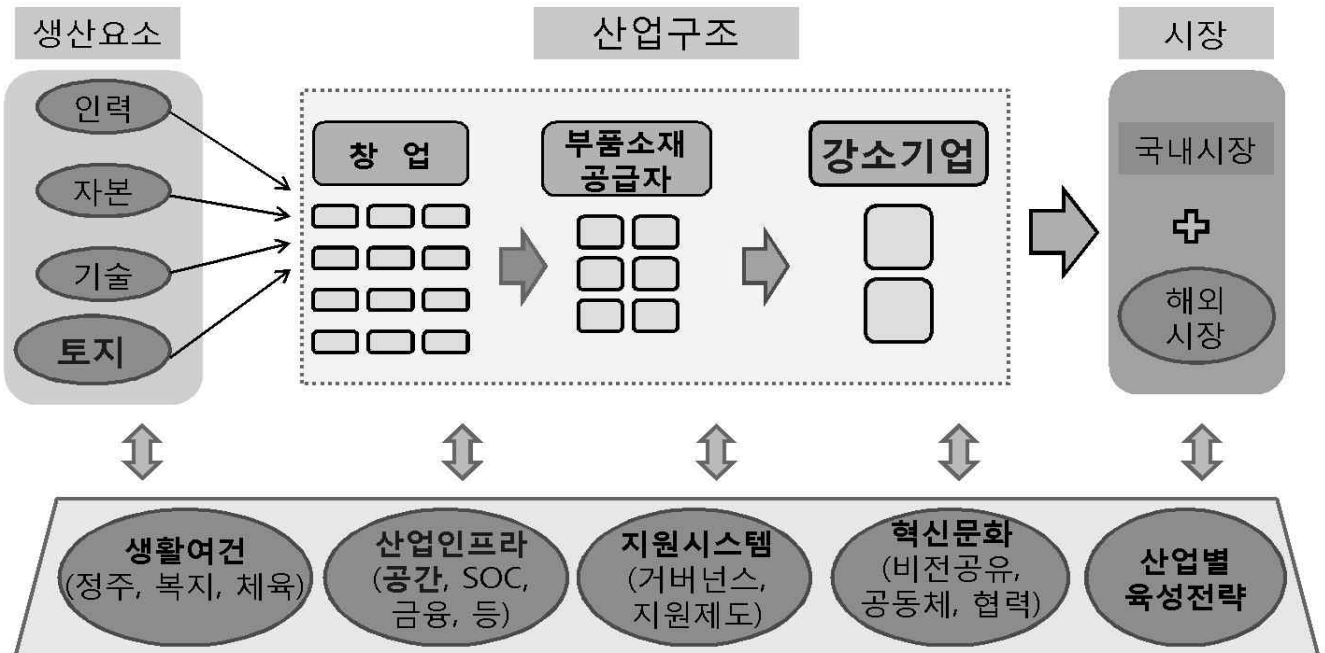 생산요소
산업구조
시장
인력
자본
기술
토지
창 업
부품소재
공급자
강소기업
국내시장
해외
시장
생활여건
(정주, 복지, 체육)
산업인프라
(공간, SOC,
금융, 등)
지원시스템
(거버넌스,
지원제도)
혁신문화
(비전공유,
공동체, 협력)
산업별
육성전략